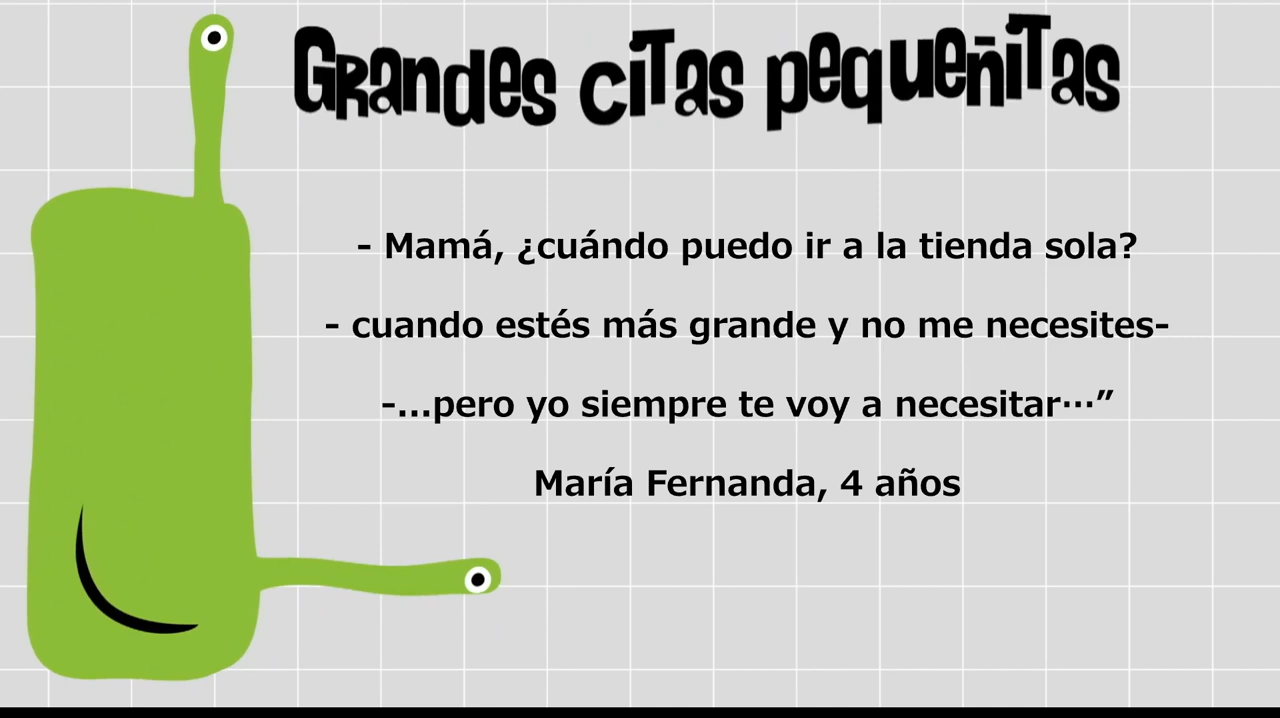 Grandes citas pequeñitas
- Mamá, ¿cuándo puedo ir a la tienda sola?
- cuando estés más grande y no me necesites-
-...pero yo siempre te voy a necesitar⋯”
María Fernanda, 4 años